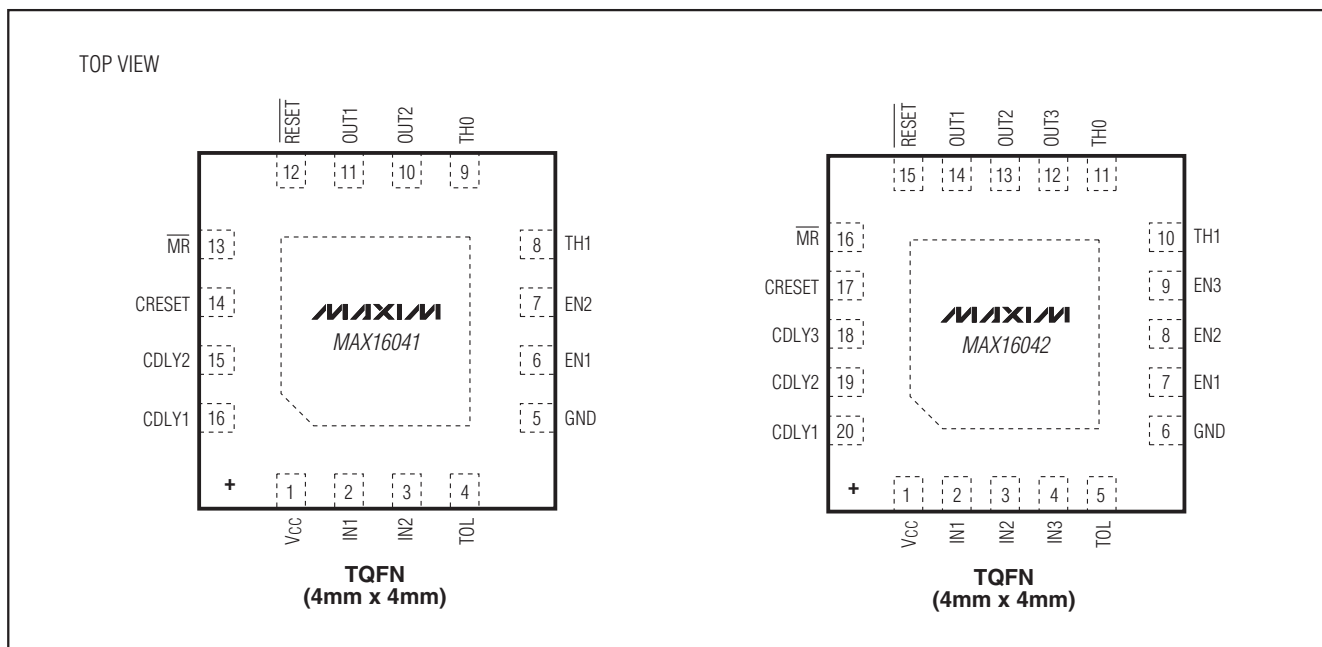 TOP VIEW
RESET OUT1 OUT2 TH0
12 11 10 9
MR 13
CRESET 14
CDLY2 15
CDLY1 16
8 TH1
7 EN2
6 EN1
5 GND
MAXIM
MAX16041
+ 1 2 3 4
VCC IN1 IN2 TOL
TQFN
(4mm x 4mm)
RESET OUT1 OUT2 OUT3 TH0
15 14 13 12 11
MR 16
CRESET 17
CDLY3 18
CDLY2 19
CDLY1 20
10 TH1
9 EN3
8 EN2
7 EN1
6 GND
MAXIM
MAX16042
+ 1 2 3 4 5
VCC IN1 IN2 IN3 TOL
TQFN
(4mm x 4mm)